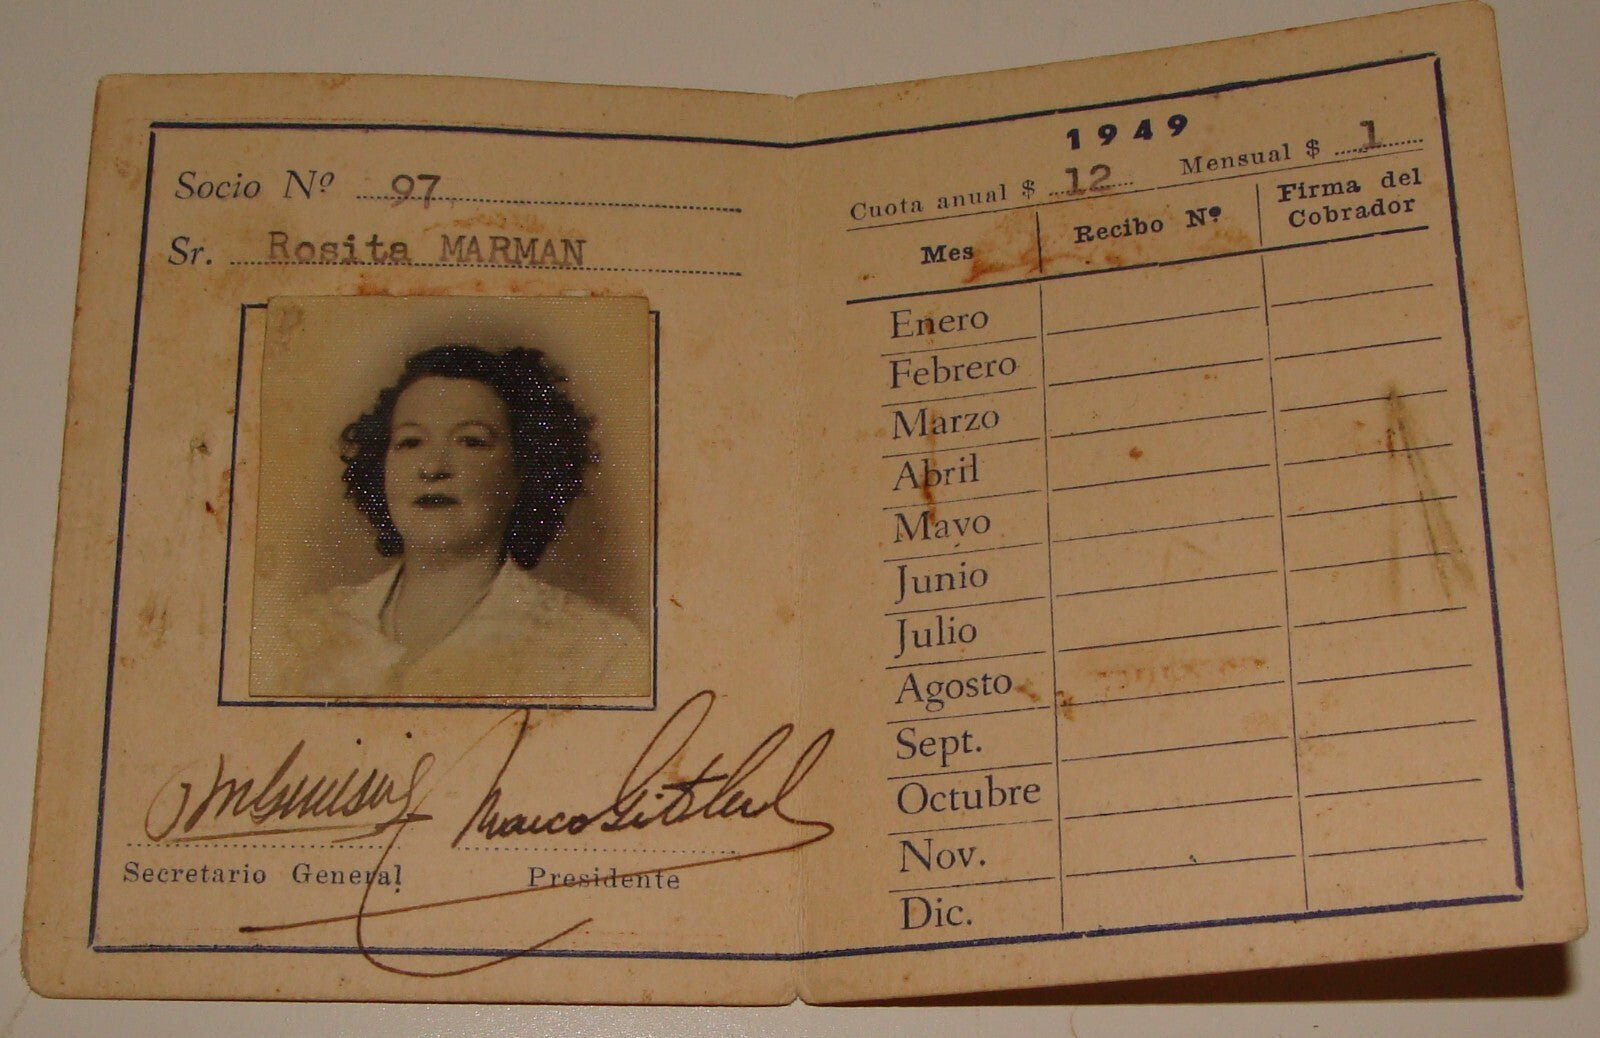 Socio Nº 97
Sr. Rosita MARMAN
Secretario General
Presidente
1949
Cuota anual $ 12 Mensual $ 1
Mes Recibo Nº Firma del Cobrador
Enero
Febrero
Marzo
Abril
Mayo
Junio
Julio
Agosto
Sept.
Octubre
Nov.
Dic.